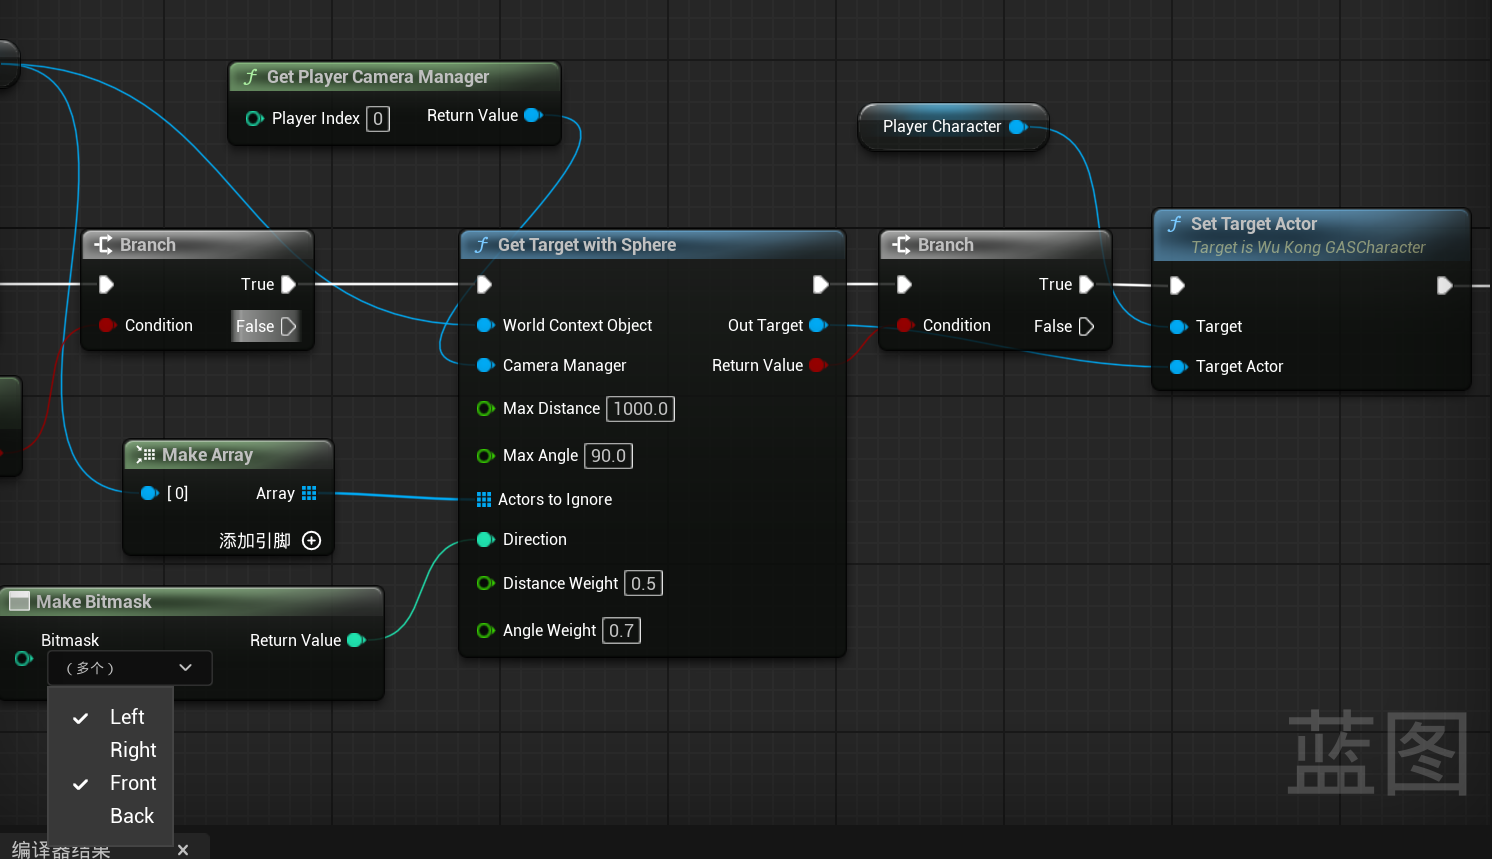 Get Player Camera Manager
Player Index 0
Return Value
Player Character
Branch
True
Condition
False
Get Target with Sphere
World Context Object
Out Target
Camera Manager
Return Value
Max Distance 1000.0
Max Angle 90.0
Actors to Ignore
Direction
Distance Weight 0.5
Angle Weight 0.7
Branch
True
Condition
False
Set Target Actor
Target is Wu Kong GASCharacter
Target
Target Actor
Make Array
[0]
Array
添加引脚
Make Bitmask
Bitmask
Return Value
(多个)
Left
Right
Front
Back
蓝图
编译器结果